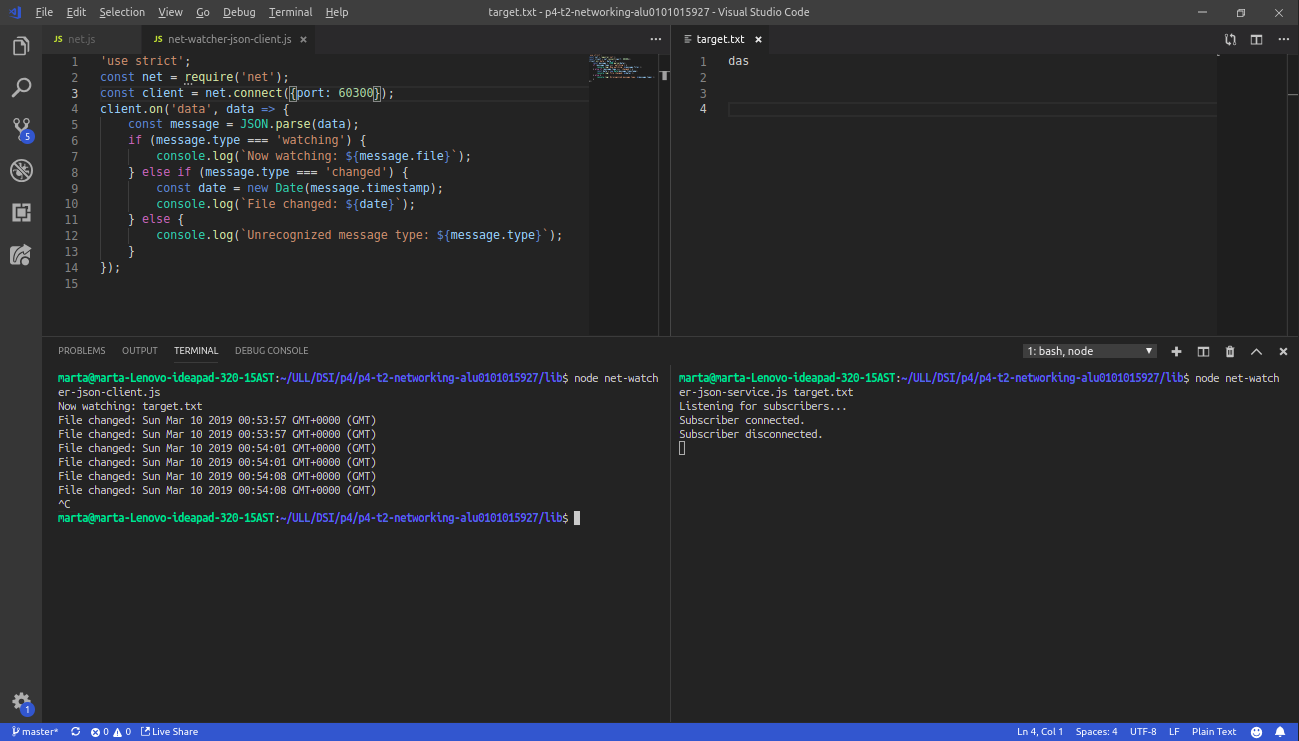 File Edit Selection View Go Debug Terminal Help
target.txt - p4-t2-networking-alu0101015927 - Visual Studio Code
JS net.js
JS net-watcher-json-client.js ×
1 'use strict';
2 const net = require('net');
3 const client = net.connect({port: 60300});
4 client.on('data', data => {
5 const message = JSON.parse(data);
6 if (message.type === 'watching') {
7 console.log(`Now watching: ${message.file}`);
8 } else if (message.type === 'changed') {
9 const date = new Date(message.timestamp);
10 console.log(`File changed: ${date}`);
11 } else {
12 console.log(`Unrecognized message type: ${message.type}`);
13 }
14 });
15
target.txt ×
1 das
2
3
4
5
1
PROBLEMS OUTPUT TERMINAL DEBUG CONSOLE
1: bash, node
marta@marta-Lenovo-ideapad-320-15AST:~/ULL/DSI/p4/p4-t2-networking-alu0101015927/lib$ node net-watch
er-json-client.js
Now watching: target.txt
File changed: Sun Mar 10 2019 00:53:57 GMT+0000 (GMT)
File changed: Sun Mar 10 2019 00:53:57 GMT+0000 (GMT)
File changed: Sun Mar 10 2019 00:54:01 GMT+0000 (GMT)
File changed: Sun Mar 10 2019 00:54:01 GMT+0000 (GMT)
File changed: Sun Mar 10 2019 00:54:08 GMT+0000 (GMT)
File changed: Sun Mar 10 2019 00:54:08 GMT+0000 (GMT)
^C
marta@marta-Lenovo-ideapad-320-15AST:~/ULL/DSI/p4/p4-t2-networking-alu0101015927/lib$
marta@marta-Lenovo-ideapad-320-15AST:~/ULL/DSI/p4/p4-t2-networking-alu0101015927/lib$ node net-watch
er-json-service.js target.txt
Listening for subscribers...
Subscriber connected.
Subscriber disconnected.
master* 0 0 Live Share
Ln 4, Col 1 Spaces: 4 UTF-8 LF Plain Text